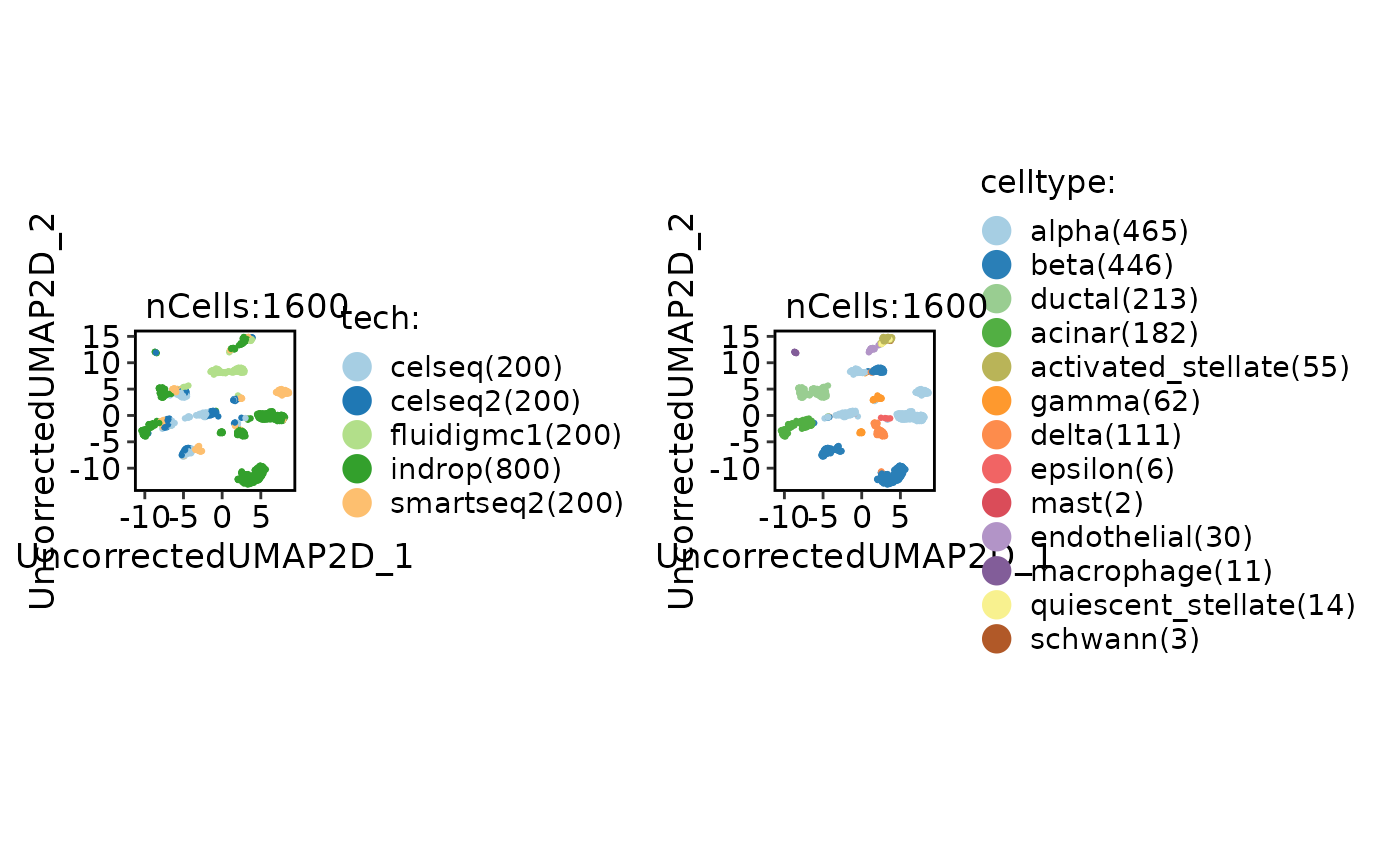 nCells:1600
UncorrectedUMAP2D_2
15
10
5
0
-5
-10
-10
-5
0
5
UncorrectedUMAP2D_1
tech:
celseq(200)
celseq2(200)
fluidigmc1(200)
indrop(800)
smartseq2(200)
nCells:1600
UncorrectedUMAP2D_2
15
10
5
0
-5
-10
-10
-5
0
5
UncorrectedUMAP2D_1
celltype:
alpha(465)
beta(446)
ductal(213)
acinar(182)
activated_stellate(55)
gamma(62)
delta(111)
epsilon(6)
mast(2)
endothelial(30)
macrophage(11)
quiescent_stellate(14)
schwann(3)